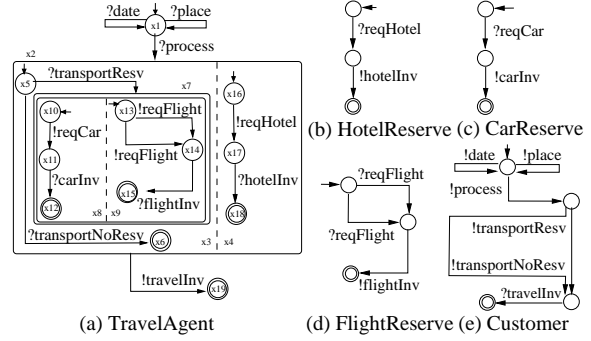 ?date
?place
x1
?process
x2
?transportResv
x5
x7
x10
x13
!reqFlight
!reqCar
x11
!reqFlight
x14
?carInv
x15
?flightInv
x12
x8
x9
x16
!reqHotel
x17
?hotelInv
x18
?transportNoResv
x6
x3
x4
!travelInv
x19
(a) TravelAgent
?reqHotel
!hotelInv
(b) HotelReserve
?reqCar
!carInv
(c) CarReserve
?reqFlight
?reqFlight
!flightInv
(d) FlightReserve
!date
!place
!process
!transportResv
!transportNoResv
?travelInv
(e) Customer